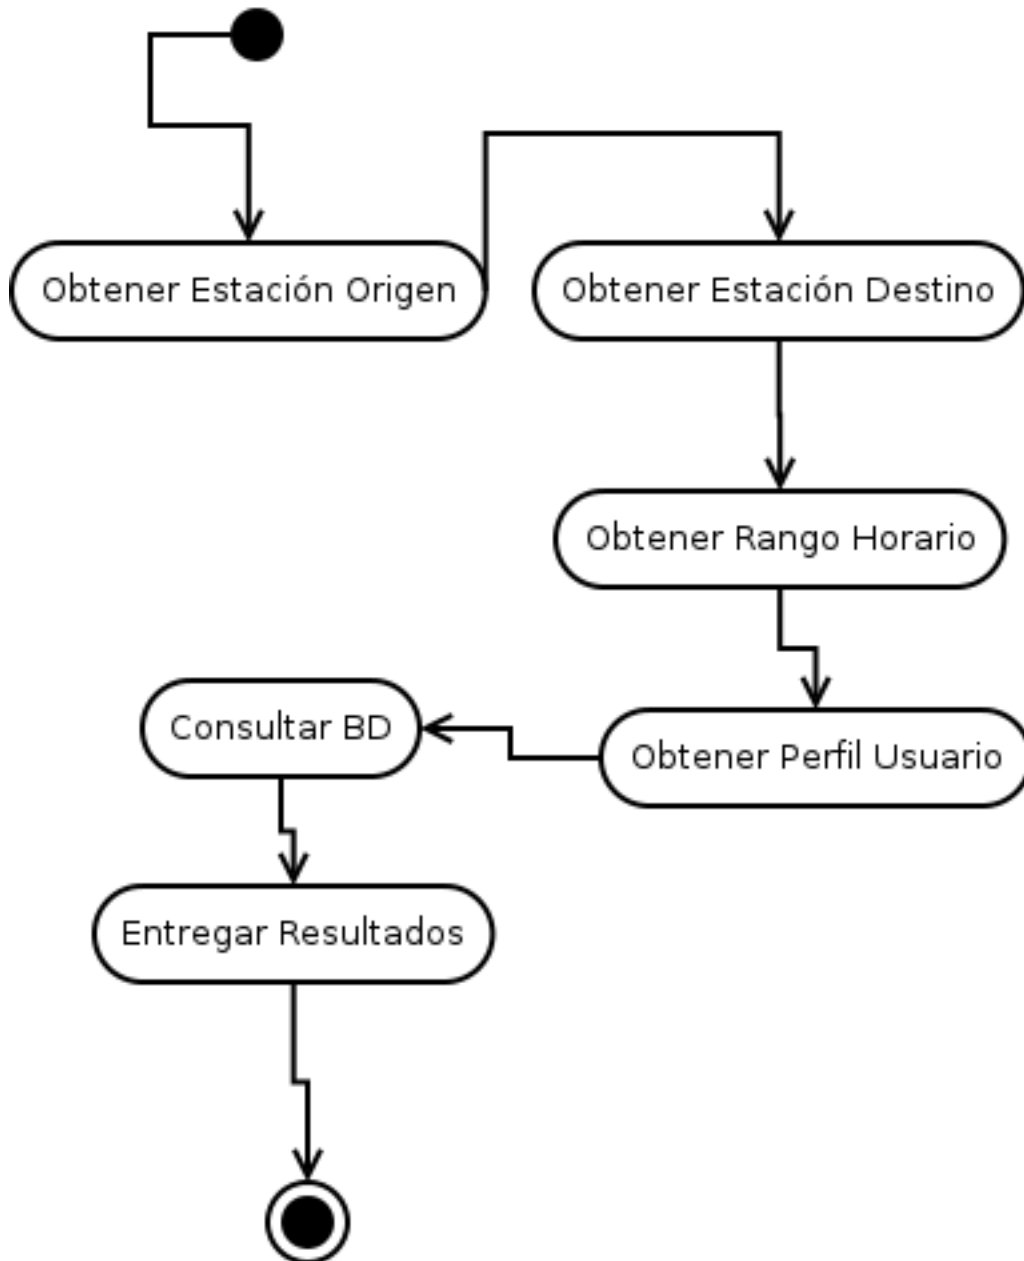 Obtener Estación Origen
Obtener Estación Destino
Obtener Rango Horario
Obtener Perfil Usuario
Consultar BD
Entregar Resultados